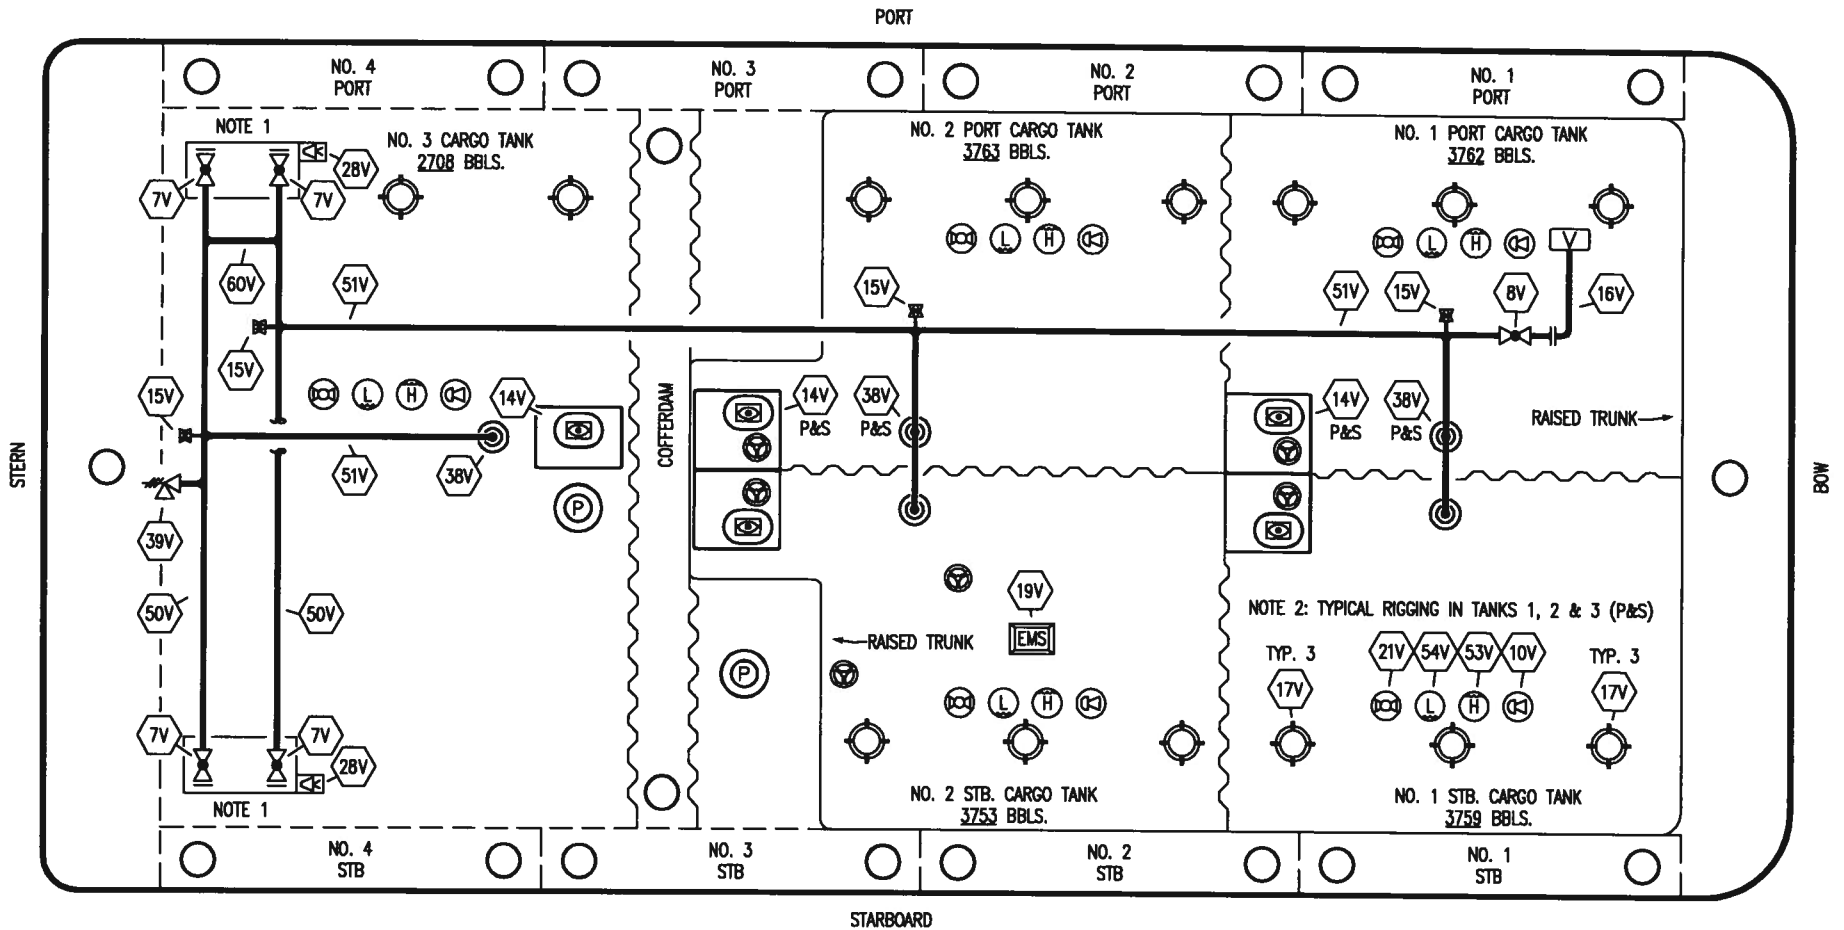 PORT
NO. 4
PORT
NO. 3
PORT
NO. 2
PORT
NO. 1
PORT
NOTE 1
NO. 3 CARGO TANK
2708 BBLS.
NO. 2 PORT CARGO TANK
3763 BBLS.
NO. 1 PORT CARGO TANK
3762 BBLS.
28V
7V
7V
L
H
L
H
V
60V
51V
15V
51V
15V
8V
16V
15V
15V
L
H
14V
COFFERDAM
14V
P&S
38V
P&S
14V
P&S
38V
P&S
RAISED TRUNK
STERN
BOW
51V
38V
P
39V
50V
50V
19V
EMS
NOTE 2: TYPICAL RIGGING IN TANKS 1, 2 & 3 (P&S)
RAISED TRUNK
TYP. 3
21V
54V
53V
10V
TYP. 3
17V
17V
P
L
H
L
H
7V
7V
28V
NOTE 1
NO. 2 STB. CARGO TANK
3753 BBLS.
NO. 1 STB. CARGO TANK
3759 BBLS.
NO. 4
STB
NO. 3
STB
NO. 2
STB
NO. 1
STB
STARBOARD